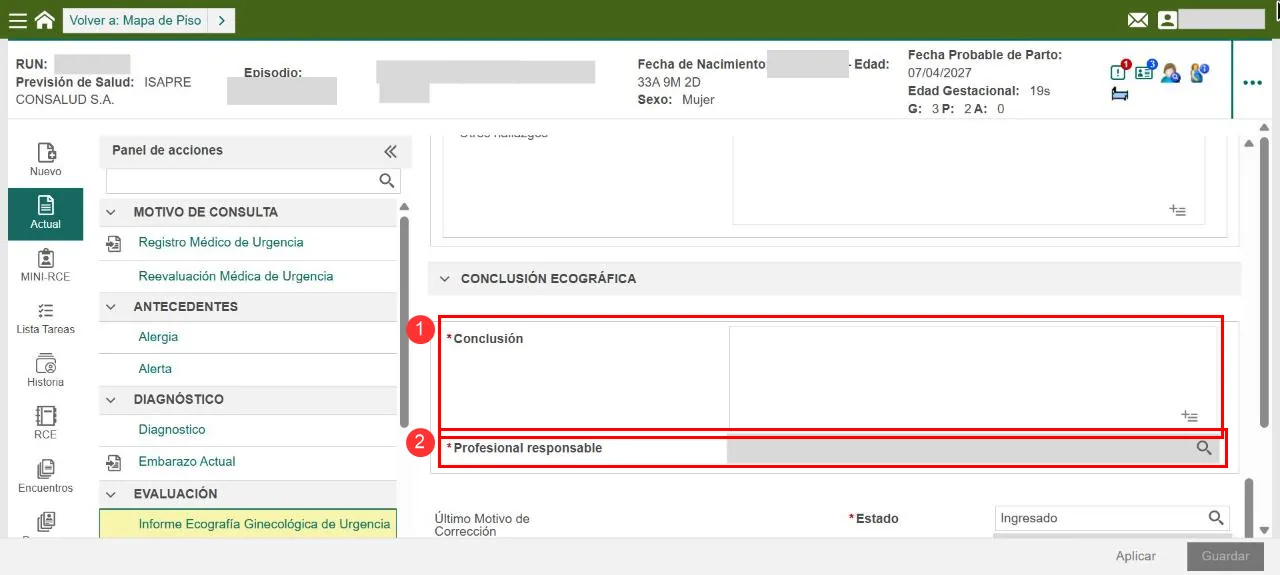 Volver a: Mapa de Piso
RUN:
Previsión de Salud: ISAPRE
CONSALUD S.A.
Episodio:
Fecha de Nacimiento
- Edad:
33A 9M 2D
Sexo: Mujer
Fecha Probable de Parto:
07/04/2027
Edad Gestacional: 19s
G: 3 P: 2 A: 0
1
3
Nuevo
Actual
MINI-RCE
Lista Tareas
Historia
RCE
Encuentros
Panel de acciones
MOTIVO DE CONSULTA
Registro Médico de Urgencia
Reevaluación Médica de Urgencia
ANTECEDENTES
Alergia
Alerta
DIAGNÓSTICO
Diagnostico
Embarazo Actual
EVALUACIÓN
Informe Ecografía Ginecológica de Urgencia
Otros hallazgos
CONCLUSIÓN ECOGRÁFICA
1
* Conclusión
2
* Profesional responsable
Último Motivo de
Corrección
* Estado
Ingresado
Aplicar
Guardar